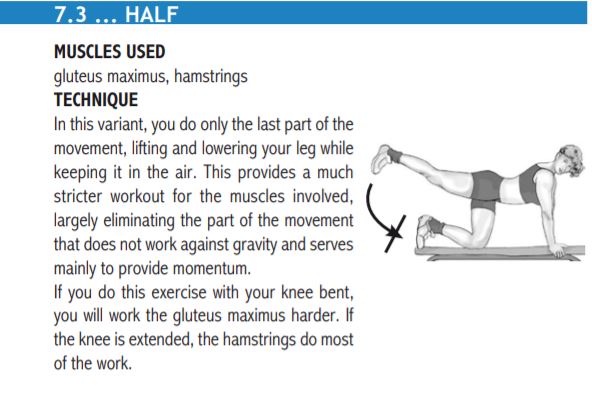 7.3 ... HALF
MUSCLES USED
gluteus maximus, hamstrings
TECHNIQUE
In this variant, you do only the last part of the
movement, lifting and lowering your leg while
keeping it in the air. This provides a much
stricter workout for the muscles involved,
largely eliminating the part of the movement
that does not work against gravity and serves
mainly to provide momentum.
If you do this exercise with your knee bent,
you will work the gluteus maximus harder. If
the knee is extended, the hamstrings do most
of the work.